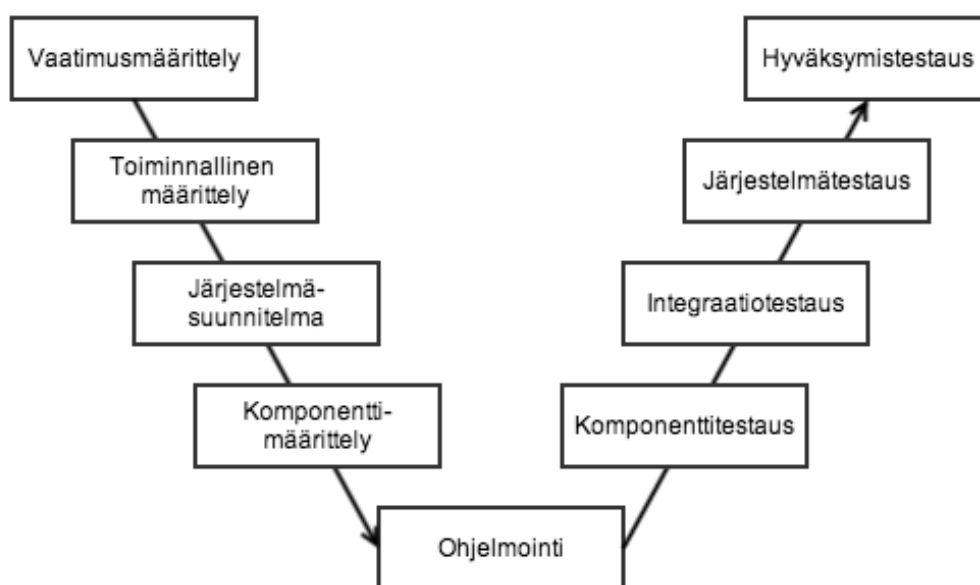 Vaatimusmäärittely
Hyväksymistestaus
Toiminnallinen
määrittely
Järjestelmätestaus
Järjestelmä-
suunnitelma
Integraatiotestaus
Komponentti-
määrittely
Komponenttitestaus
Ohjelmointi